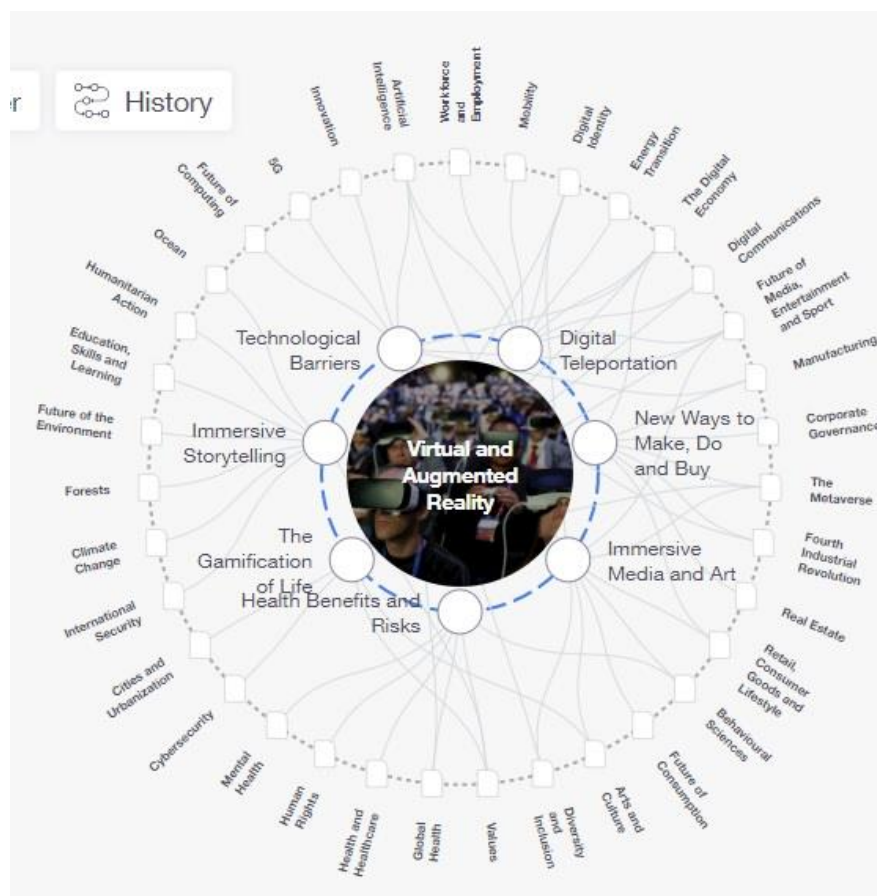 er
History
Innovation
Artificial
Intelligence
Workforce
and
Employment
Mobility
Digital
Identity
Energy
Transition
The Digital
Economy
Digital
Communications
Future of
Media,
Entertainment
and Sport
Manufacturing
Corporate
Governance
The
Metaverse
Fourth
Industrial
Revolution
Real Estate
Retail,
Consumer
Goods and
Lifestyle
Behavioural
Sciences
Future of
Consumption
Arts and
Culture
Diversity
and
Inclusion
Values
Global
Health
Health and
Healthcare
Human
Rights
Mental
Health
Cybersecurity
Cities and
Urbanization
International
Security
Climate
Change
Forests
Future of the
Environment
Education,
Skills and
Learning
Humanitarian
Action
Ocean
Future of
Computing
5G
Technological
Barriers
Digital
Teleportation
Immersive
Storytelling
New Ways to
Make, Do
and Buy
The
Gamification
of Life
Immersive
Media and Art
Health Benefits and
Risks
Virtual and
Augmented
Reality